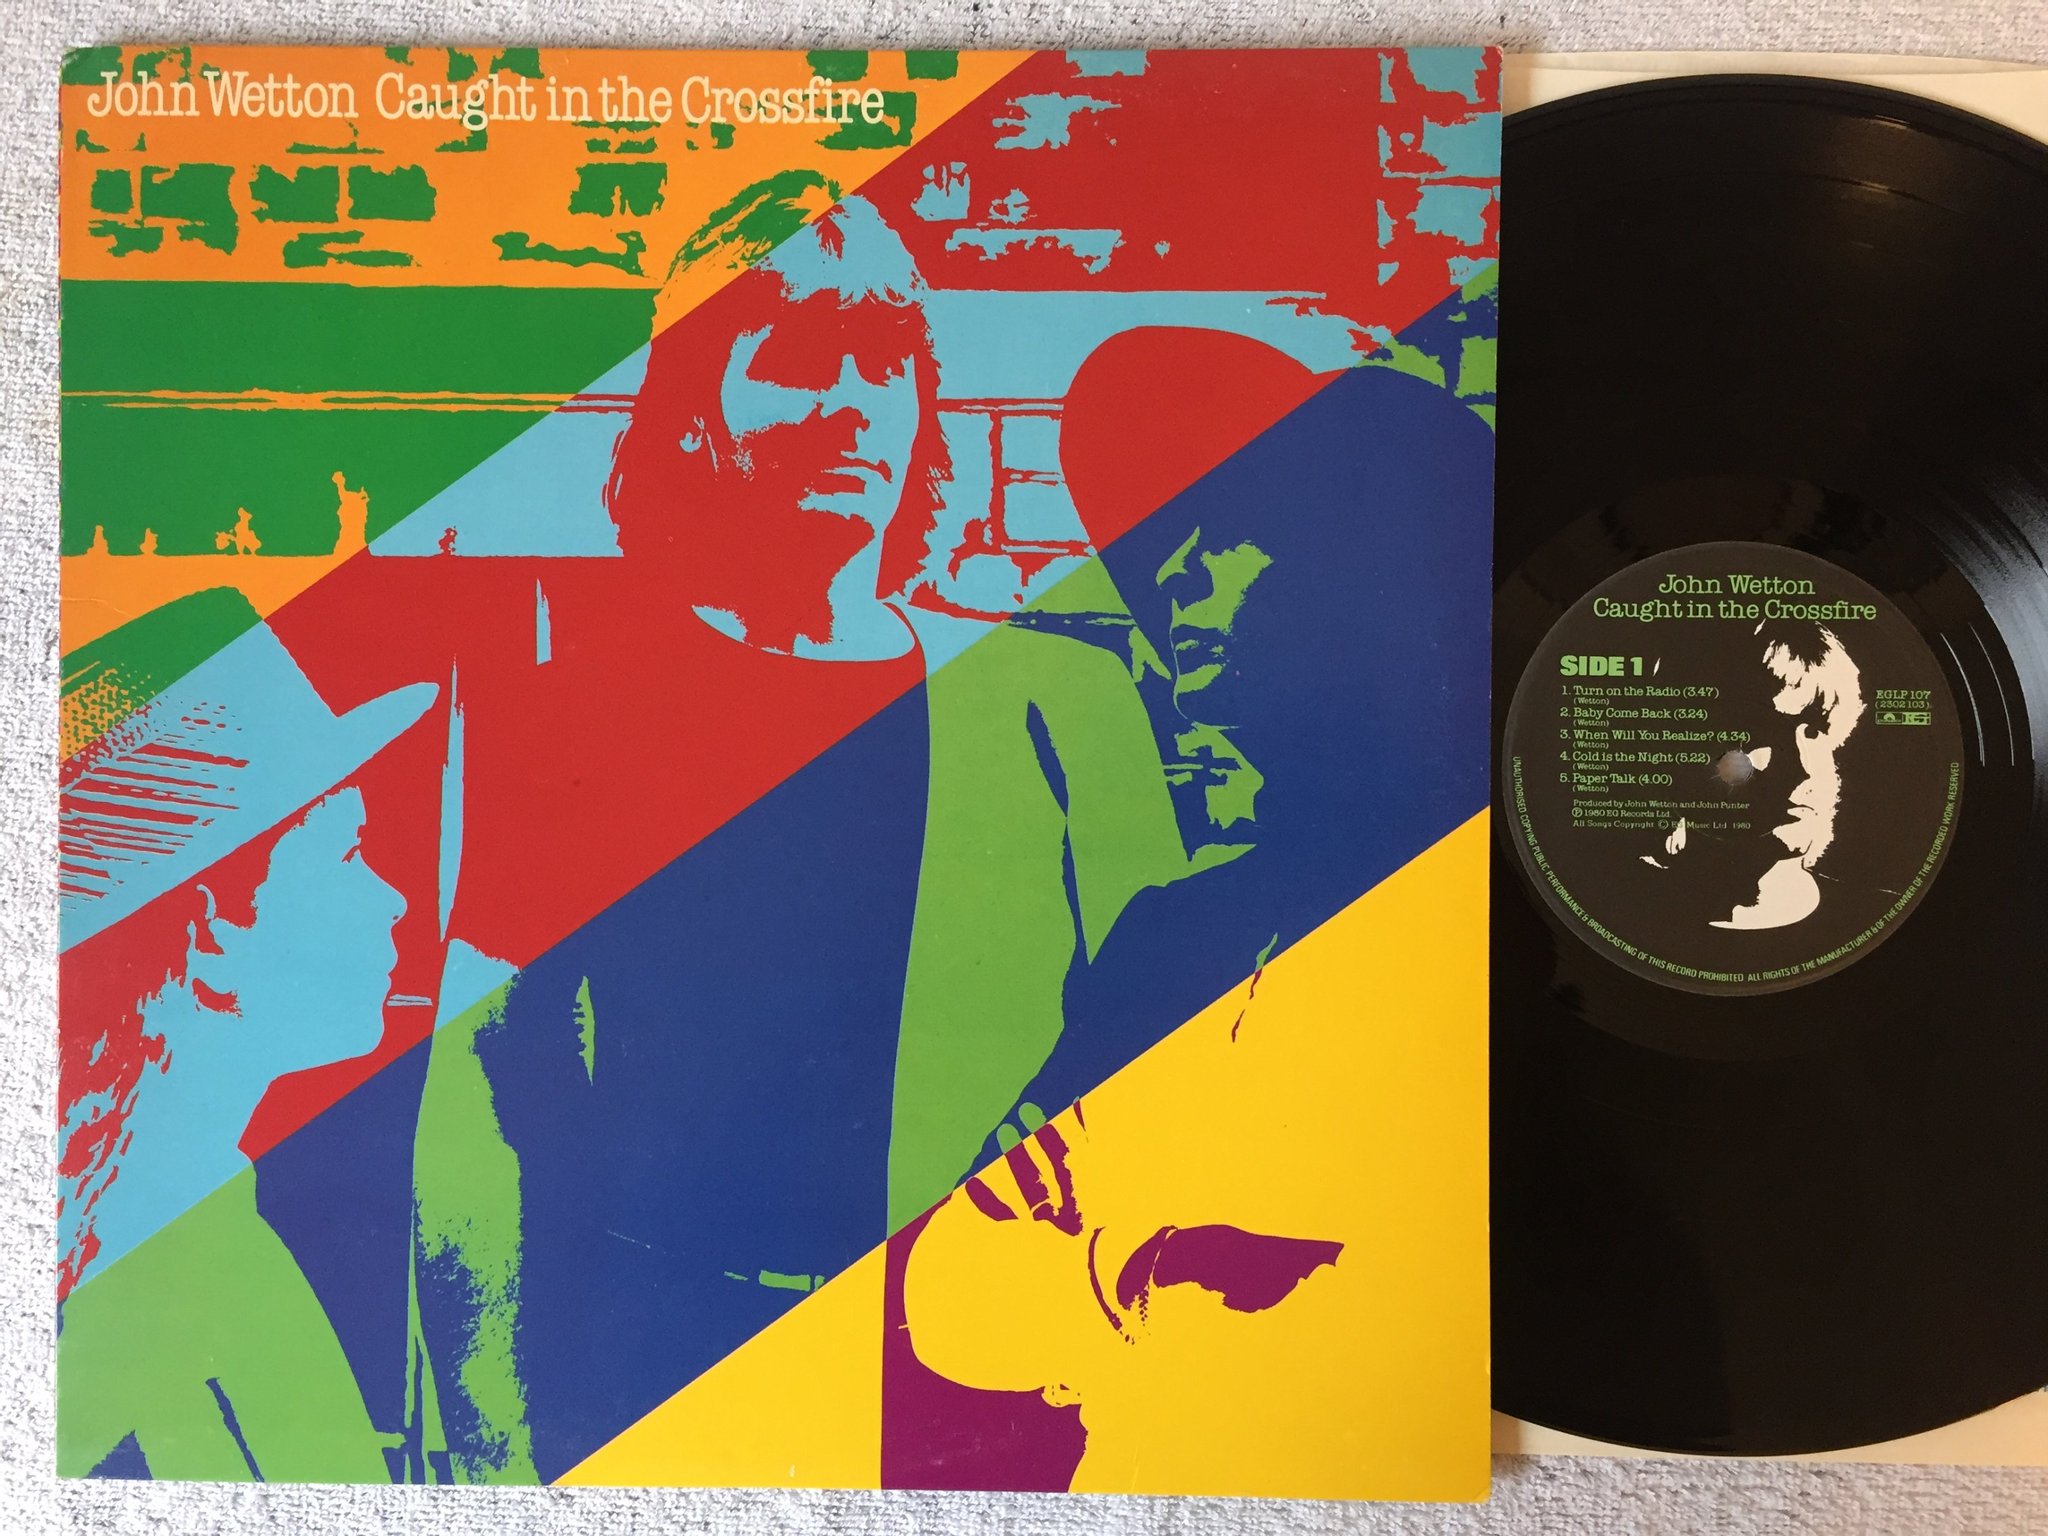 John Wetton Caught in the Crossfire
John Wetton
Caught in the Crossfire
SIDE 1
1. Turn on the Radio (3.47)
(Wetton)
2. Baby Come Back (3.24)
(Wetton)
3. When Will You Realize? (4.34)
(Wetton)
4. Cold is the Night (5.22)
(Wetton)
5. Paper Talk (4.00)
(Wetton)
EGLP 107
(2302 103)
Produced by John Wetton and John Punter
Ⓟ 1980 EG Records Ltd.
All Songs Copyright © EG Music Ltd 1980
UNAUTHORISED COPYING PUBLIC PERFORMANCE & BROADCASTING OF THIS RECORD PROHIBITED ALL RIGHTS OF THE MANUFACTURER & OF THE OWNER OF THE RECORDED WORK RESERVED